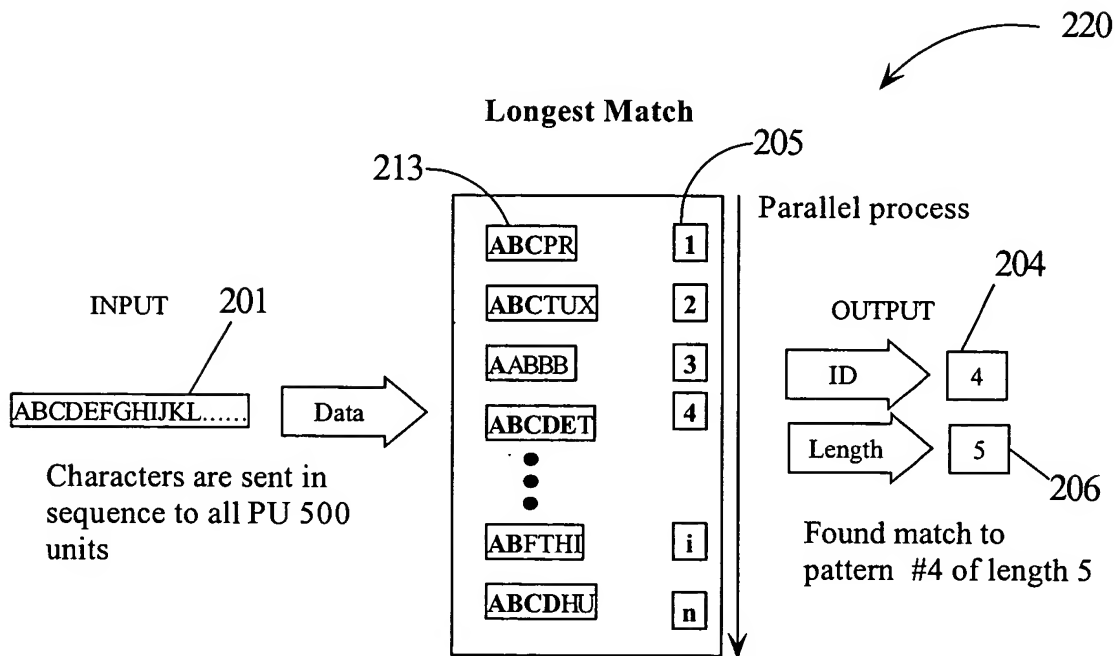 220
Longest Match
213
205
Parallel process
ABCPR
1
204
INPUT
201
ABCTUX
2
OUTPUT
AABBB
3
ID
4
ABCDEFGHIJKL......
Data
ABCDET
4
Length
5
206
Characters are sent in
sequence to all PU 500
units
ABFTHI
i
Found match to
pattern #4 of length 5
ABCDHU
n